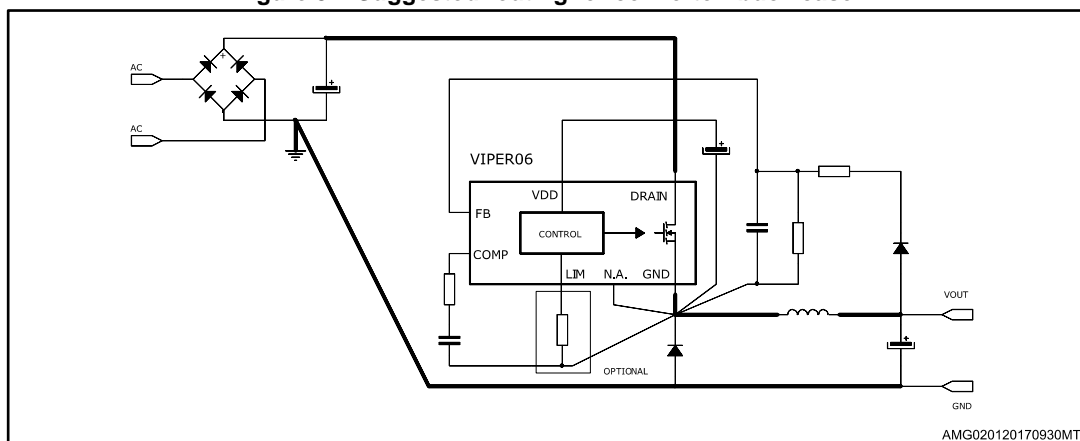 AC
AC
VIPER06
VDD
DRAIN
FB
CONTROL
COMP
LIM
N.A.
GND
VOUT
OPTIONAL
GND
AMG020120170930MT